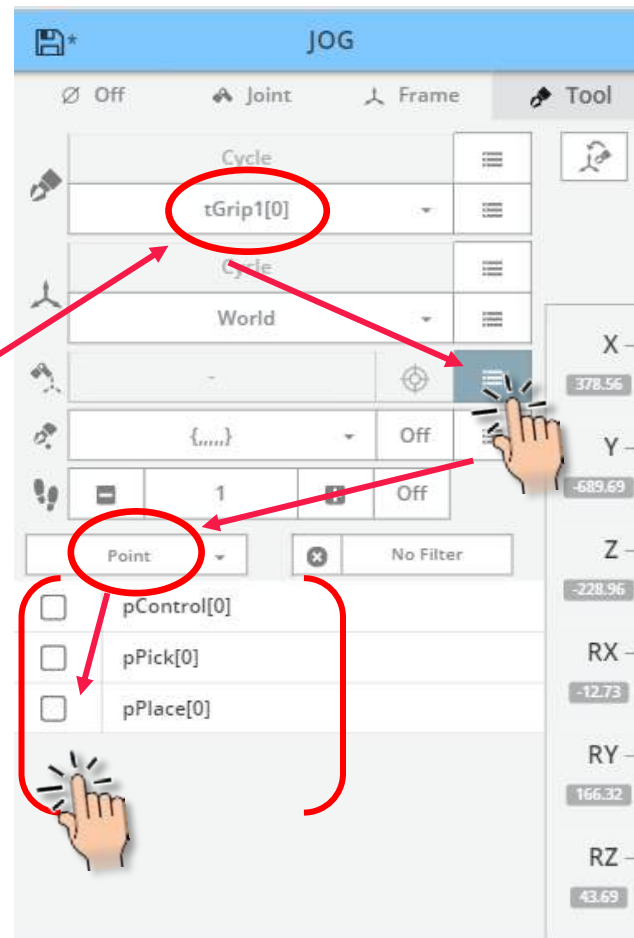 * JOG
Off Joint Frame Tool
Cycle
tGrip1[0]
Cycle
World
-
{,,,,,} Off
1 Off
Point No Filter
pControl[0]
pPick[0]
pPlace[0]
X
378.56
Y
-689.69
Z
-228.96
RX
-12.73
RY
166.32
RZ
43.69